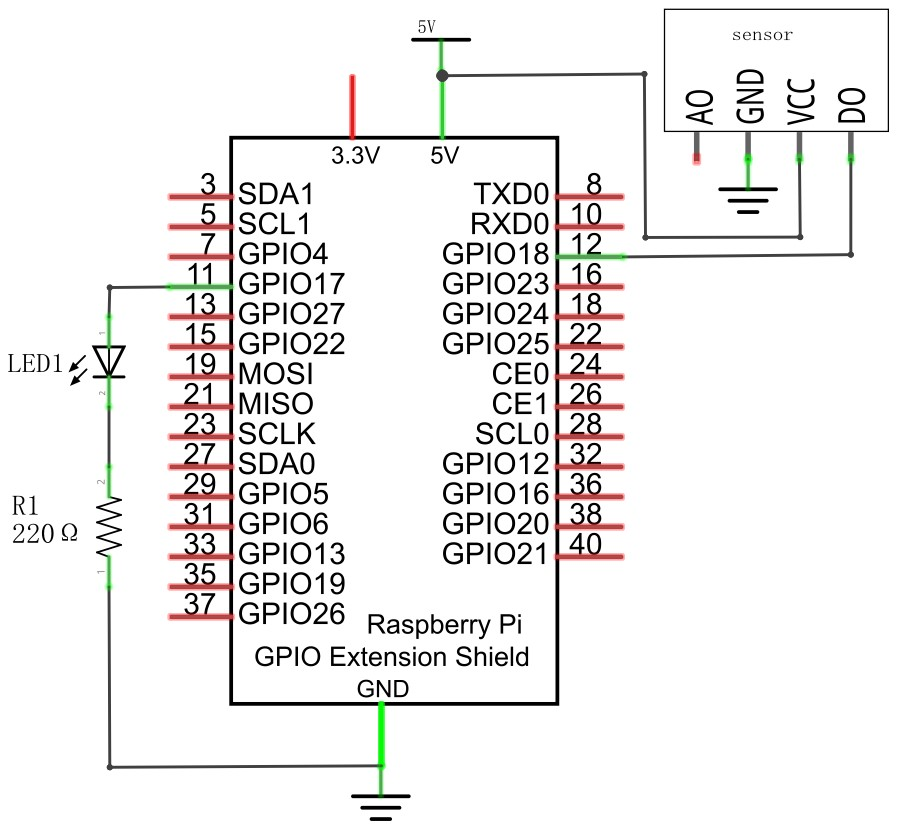 5V
sensor
AO GND VCC DO
3.3V 5V
3 SDA1 TXD0 8
5 SCL1 RXD0 10
7 GPIO4 GPIO18 12
11 GPIO17 GPIO23 16
13 GPIO27 GPIO24 18
15 GPIO22 GPIO25 22
19 MOSI CE0 24
21 MISO CE1 26
23 SCLK SCL0 28
27 SDA0 GPIO12 32
29 GPIO5 GPIO16 36
31 GPIO6 GPIO20 38
33 GPIO13 GPIO21 40
35 GPIO19
37 GPIO26
1
LED1
2
2
R1
220Ω
1
Raspberry Pi
GPIO Extension Shield
GND